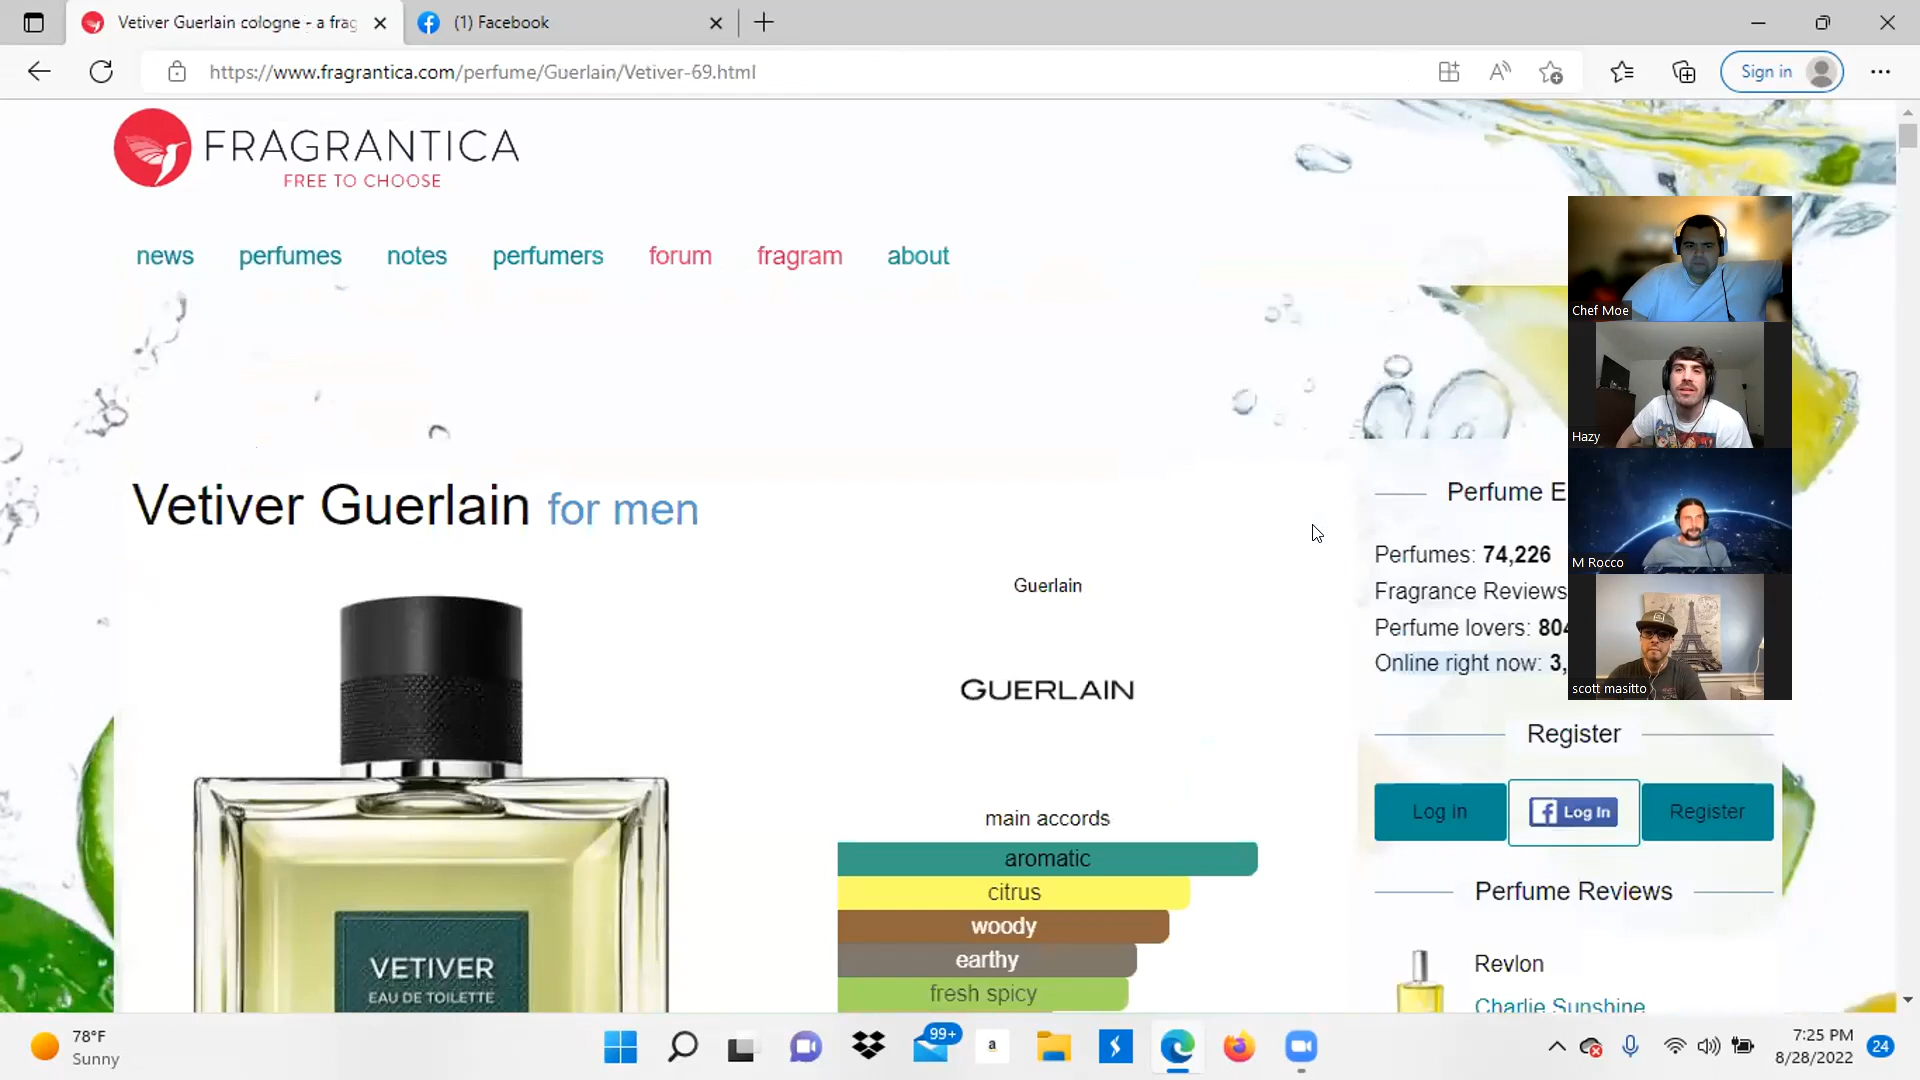 Vetiver Guerlain cologne - a frag
(1) Facebook
https://www.fragrantica.com/perfume/Guerlain/Vetiver-69.html
Sign in
FRAGRANTICA
FREE TO CHOOSE
news perfumes notes perfumers forum fragram about
Chef Moe
Hazy
M Rocco
scott masitto
Vetiver Guerlain for men
Guerlain
GUERLAIN
main accords
aromatic
citrus
woody
earthy
fresh spicy
VETIVER
EAU DE TOILETTE
Perfume E
Perfumes: 74,226
Fragrance Reviews
Perfume lovers: 804
Online right now: 3,
Register
Log in
Log In
Register
Perfume Reviews
Revlon
Charlie Sunshine
78°F
Sunny
99+
a
7:25 PM
8/28/2022
24